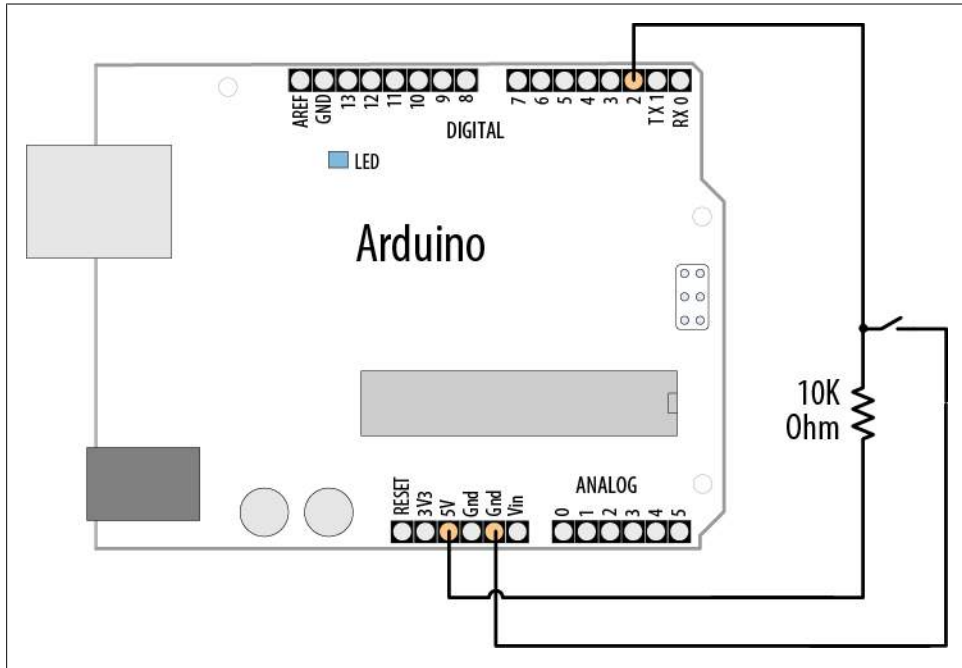 AREF
GND
13
12
11
10
9
8
7
6
5
4
3
2
TX 1
RX 0
DIGITAL
LED
Arduino
10K
Ohm
RESET
3V3
5V
Gnd
Gnd
Vin
ANALOG
0
1
2
3
4
5